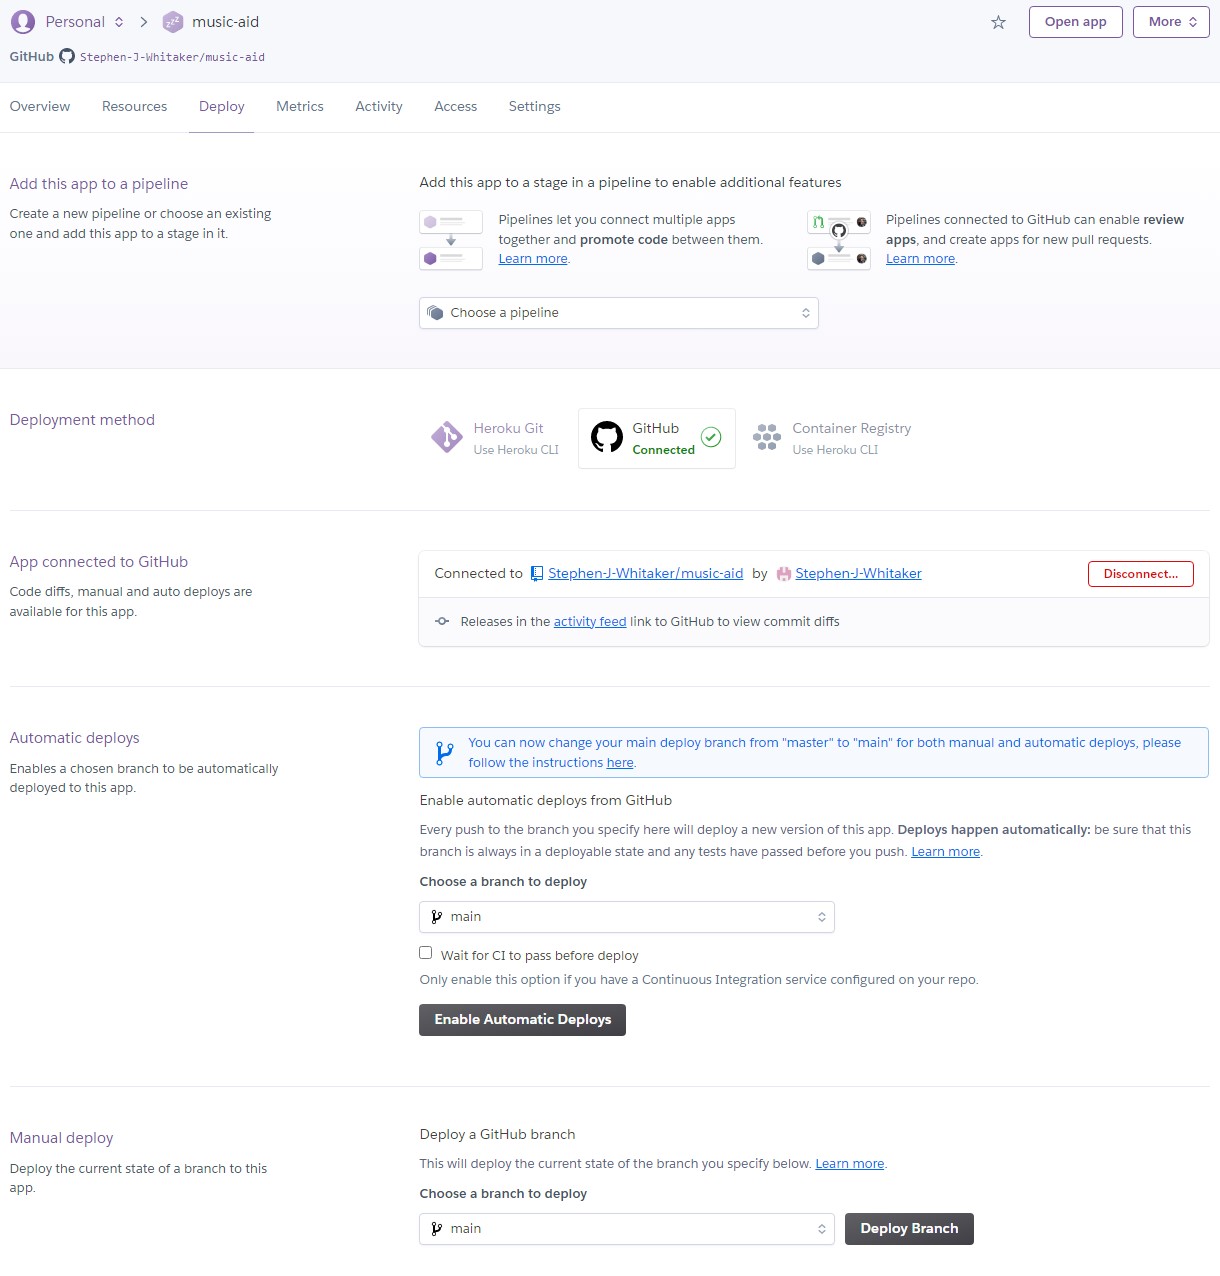 Personal
music-aid
Open app
More
GitHub Stephen-J-Whitaker/music-aid
Overview
Resources
Deploy
Metrics
Activity
Access
Settings
Add this app to a pipeline
Create a new pipeline or choose an existing
one and add this app to a stage in it.
Add this app to a stage in a pipeline to enable additional features
Pipelines let you connect multiple apps
together and promote code between them.
Learn more.
Pipelines connected to GitHub can enable review
apps, and create apps for new pull requests.
Learn more.
Choose a pipeline
Deployment method
Heroku Git
Use Heroku CLI
GitHub
Connected
Container Registry
Use Heroku CLI
App connected to GitHub
Code diffs, manual and auto deploys are
available for this app.
Connected to Stephen-J-Whitaker/music-aid by Stephen-J-Whitaker
Disconnect...
Releases in the activity feed link to GitHub to view commit diffs
Automatic deploys
Enables a chosen branch to be automatically
deployed to this app.
You can now change your main deploy branch from "master" to "main" for both manual and automatic deploys, please
follow the instructions here.
Enable automatic deploys from GitHub
Every push to the branch you specify here will deploy a new version of this app. Deploys happen automatically: be sure that this
branch is always in a deployable state and any tests have passed before you push. Learn more.
Choose a branch to deploy
main
Wait for CI to pass before deploy
Only enable this option if you have a Continuous Integration service configured on your repo.
Enable Automatic Deploys
Manual deploy
Deploy the current state of a branch to this
app.
Deploy a GitHub branch
This will deploy the current state of the branch you specify below. Learn more.
Choose a branch to deploy
main
Deploy Branch